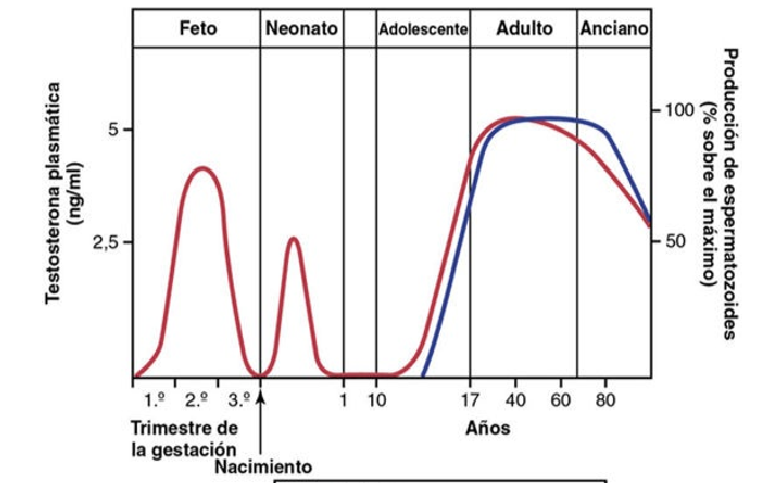 Feto Neonato Adolescente Adulto Anciano
Testosterona plasmática
(ng/ml)
5
2,5
100
50
Producción de espermatozoides
(% sobre el máximo)
1.º 2.º 3.º 1 10 17 40 60 80
Trimestre de
la gestación
Años
Nacimiento